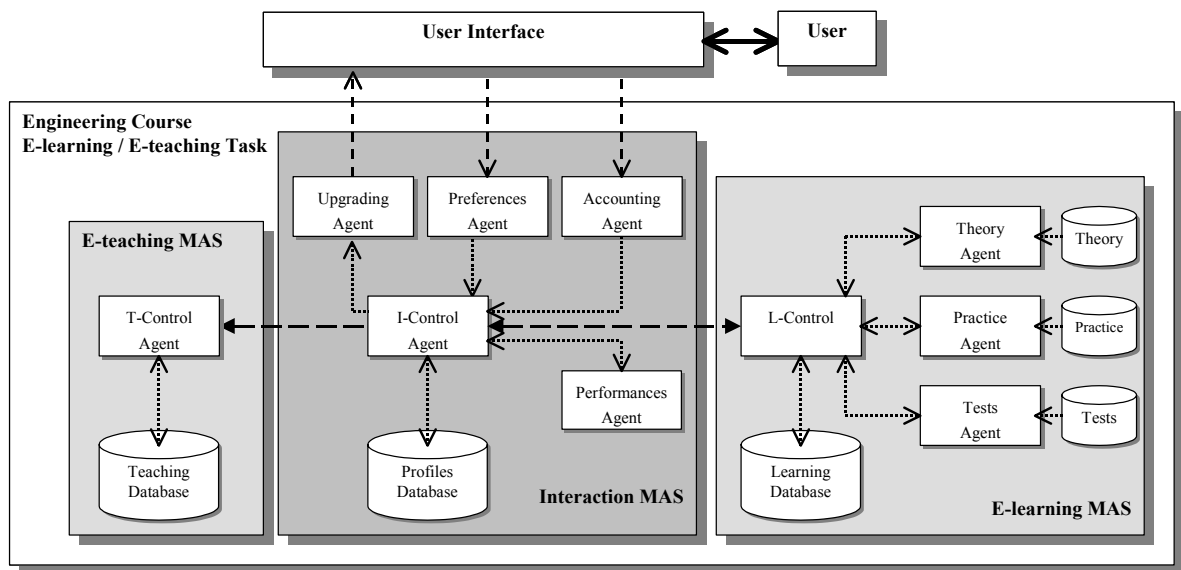 User Interface
User
Engineering Course
E-learning / E-teaching Task
Upgrading
Agent
Preferences
Agent
Accounting
Agent
E-teaching MAS
T-Control
Agent
Teaching
Database
I-Control
Agent
Performances
Agent
Profiles
Database
Interaction MAS
L-Control
Theory
Agent
Theory
Practice
Agent
Practice
Tests
Agent
Tests
Learning
Database
E-learning MAS